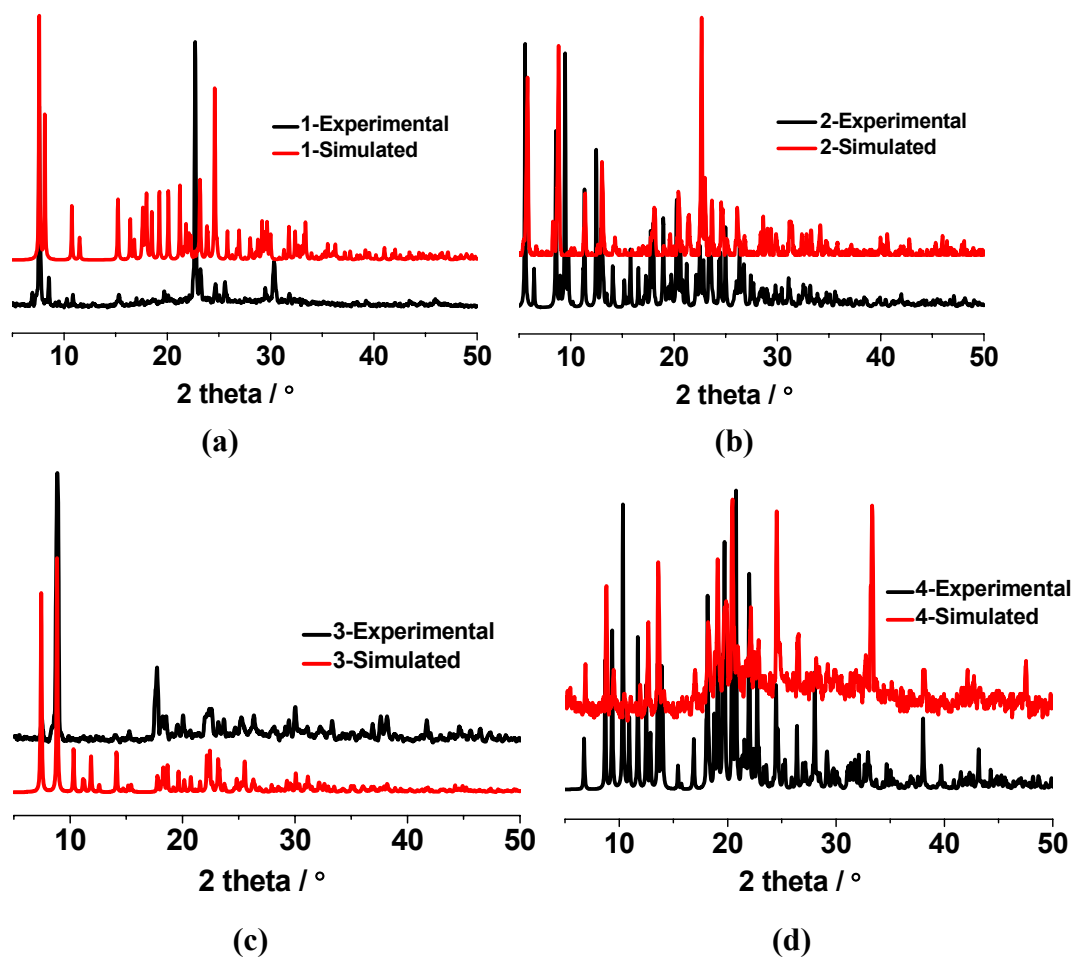 1-Experimental
1-Simulated
10 20 30 40 50
2 theta / °
(a)
2-Experimental
2-Simulated
10 20 30 40 50
2 theta / °
(b)
3-Experimental
3-Simulated
10 20 30 40 50
2 theta / °
(c)
4-Experimental
4-Simulated
10 20 30 40 50
2 theta / °
(d)